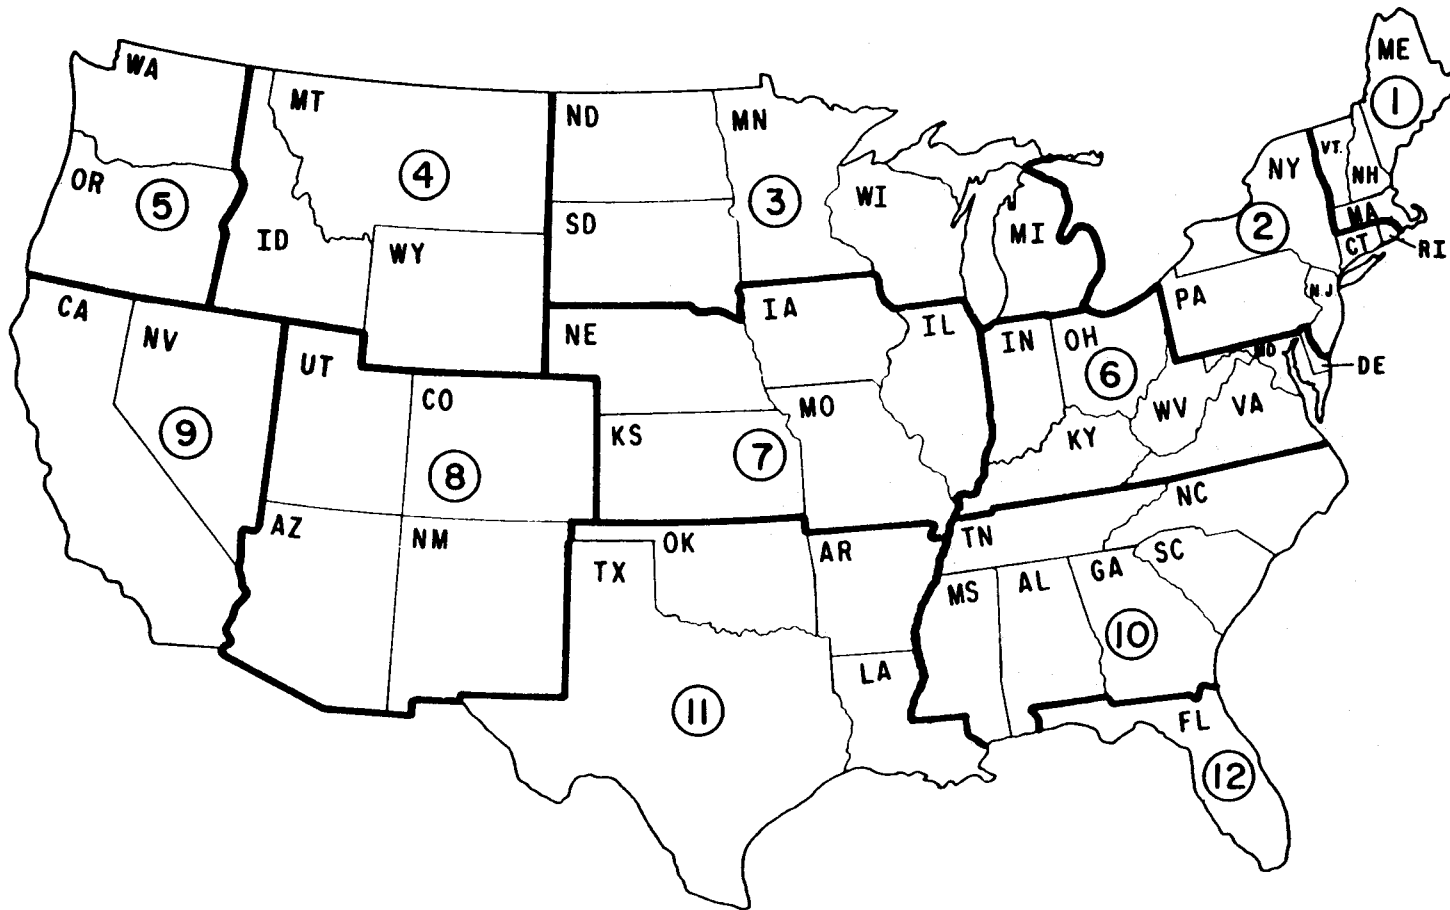 WA
MT
ND
MN
ME
1
OR
5
4
SD
3
WI
NY
VT.
NH
ID
WY
MI
2
MA
CT
RI
CA
NV
UT
CO
NE
IA
IL
IN
OH
6
PA
N.J
MD
DE
9
8
KS
7
MO
KY
WV
VA
AZ
NM
TX
OK
AR
TN
NC
SC
MS
AL
GA
10
11
LA
FL
12